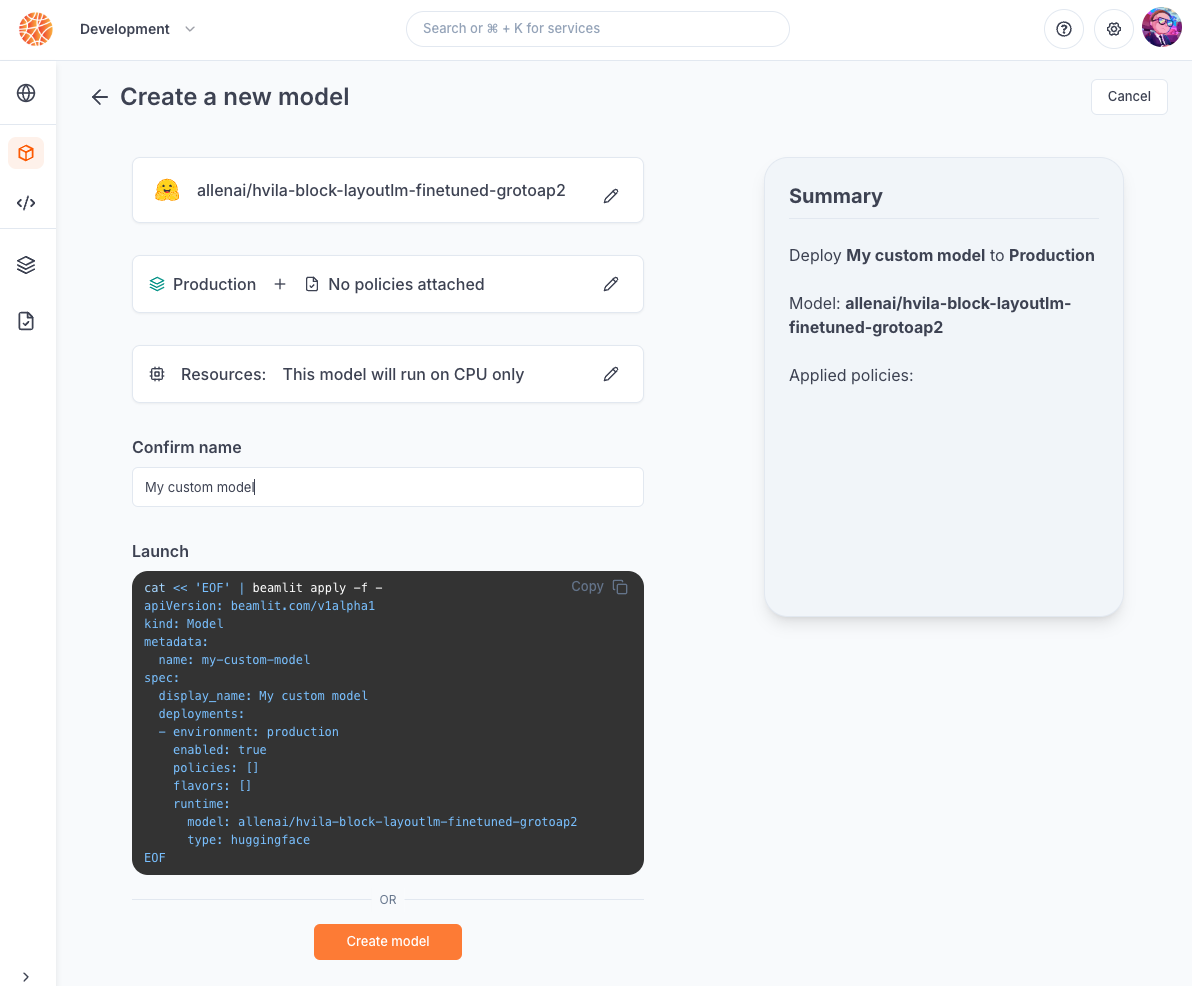 Development
Search or ⌘ + K for services
Create a new model
Cancel
allenai/hvila-block-layoutlm-finetuned-grotoap2
Production + No policies attached
Resources: This model will run on CPU only
Confirm name
My custom model
Launch
Copy
cat << 'EOF' | beamlit apply -f -
apiVersion: beamlit.com/v1alpha1
kind: Model
metadata:
  name: my-custom-model
spec:
  display_name: My custom model
  deployments:
  - environment: production
    enabled: true
    policies: []
    flavors: []
    runtime:
      model: allenai/hvila-block-layoutlm-finetuned-grotoap2
      type: huggingface
EOF
OR
Create model
Summary
Deploy My custom model to Production
Model: allenai/hvila-block-layoutlm-
finetuned-grotoap2
Applied policies: